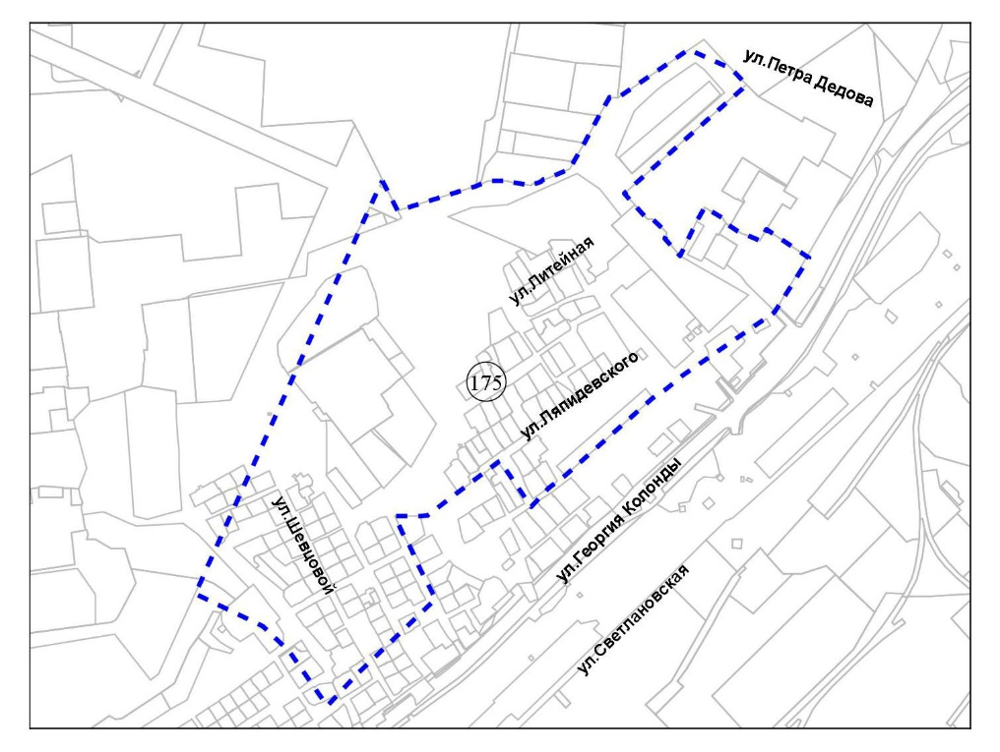 ул.Петра Дедова
ул.Литейная
175
ул.Ляпидевского
ул.Шевцовой
ул.Георгия Колонды
ул.Светлановская